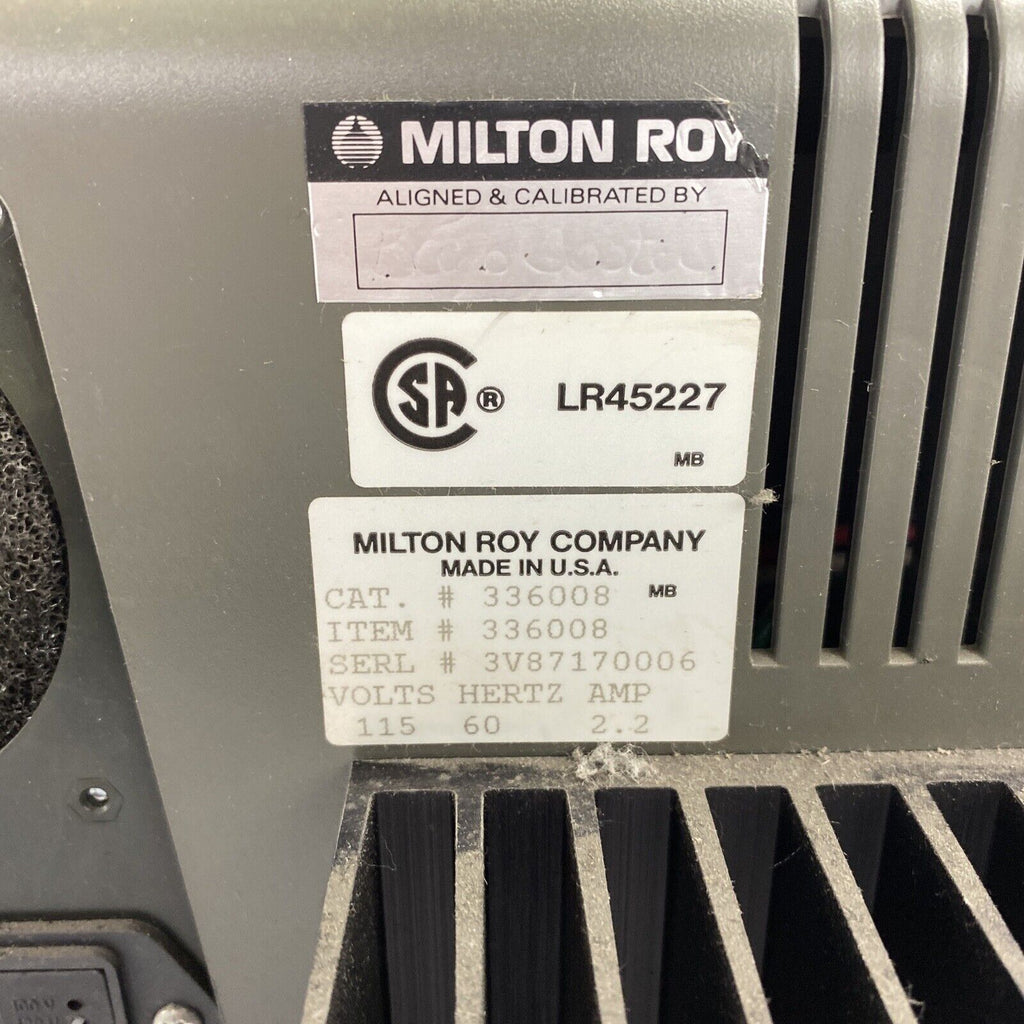 MILTON ROY
ALIGNED & CALIBRATED BY
CSA ® LR45227
MB
MILTON ROY COMPANY
MADE IN U.S.A.
CAT. # 336008 MB
ITEM # 336008
SERL # 3V87170006
VOLTS HERTZ AMP
115 60 2.2